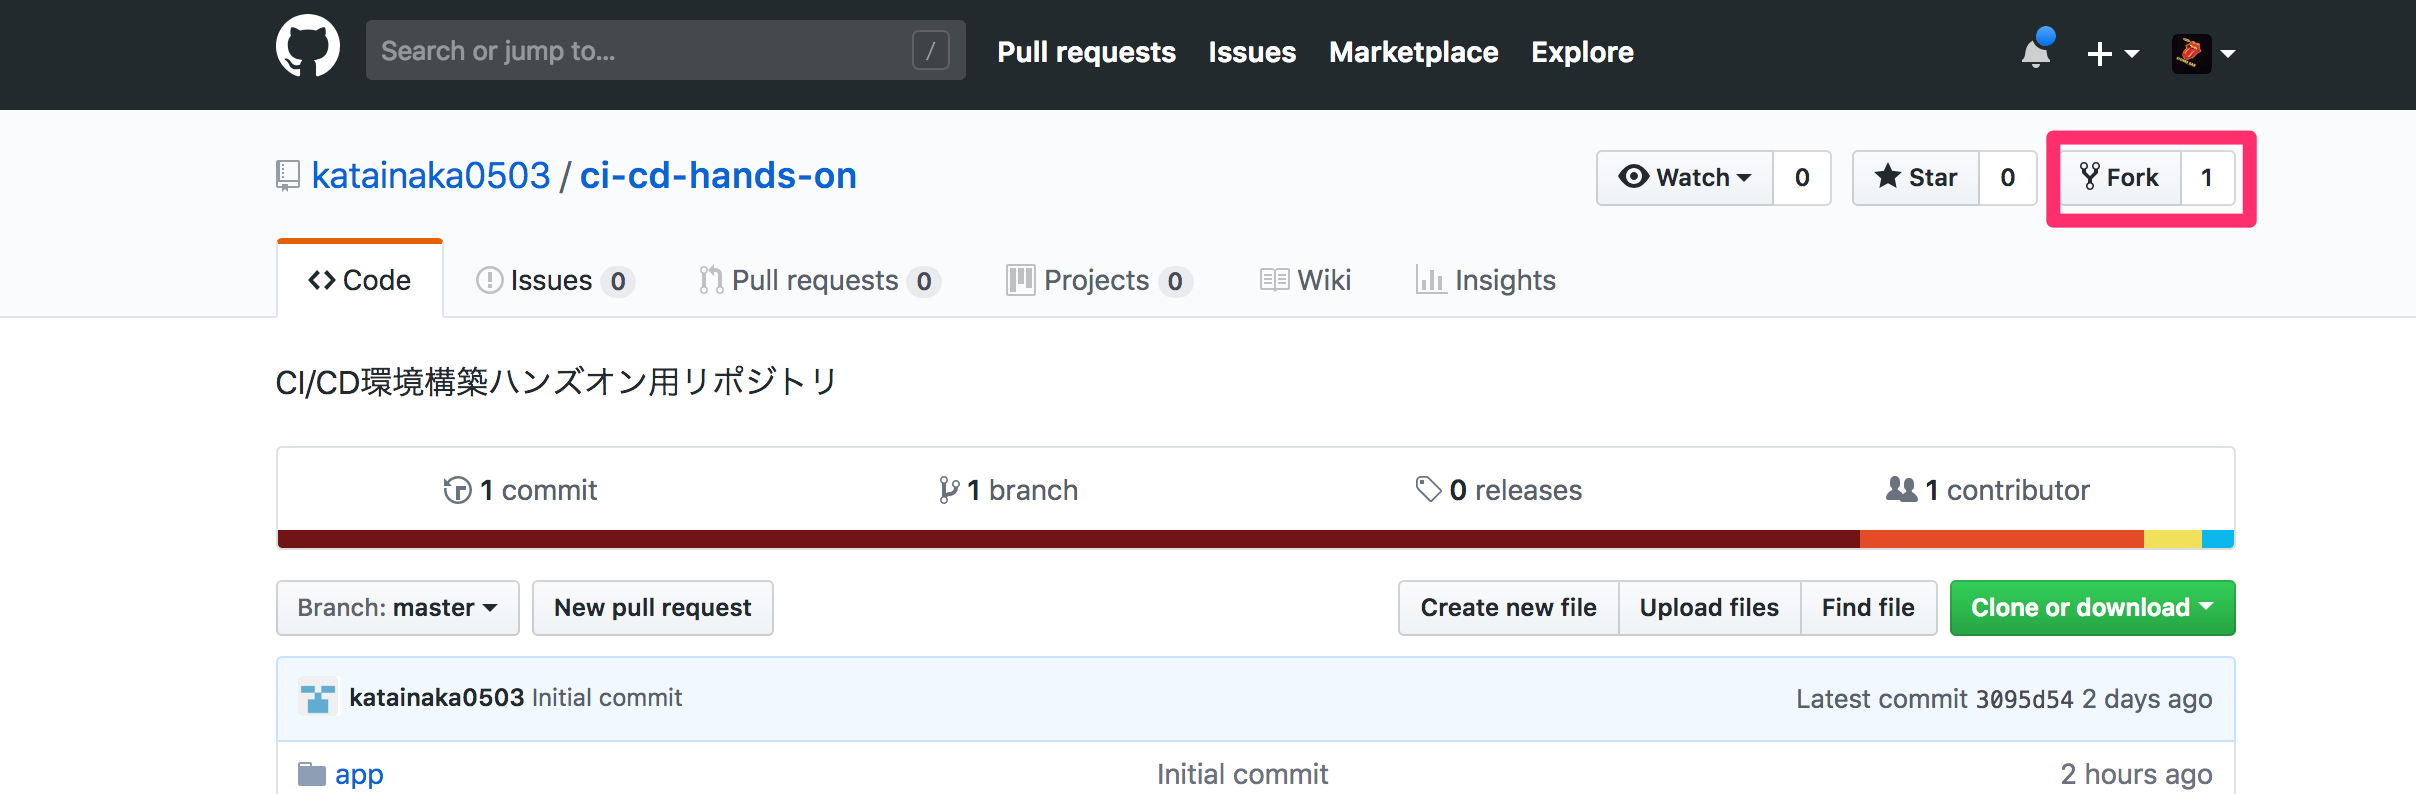 Search or jump to... / Pull requests Issues Marketplace Explore
katainaka0503 / ci-cd-hands-on Watch 0 Star 0 Fork 1
Code Issues 0 Pull requests 0 Projects 0 Wiki Insights
CI/CD環境構築ハンズオン用リポジトリ
1 commit 1 branch 0 releases 1 contributor
Branch: master New pull request Create new file Upload files Find file Clone or download
katainaka0503 Initial commit Latest commit 3095d54 2 days ago
app Initial commit 2 hours ago